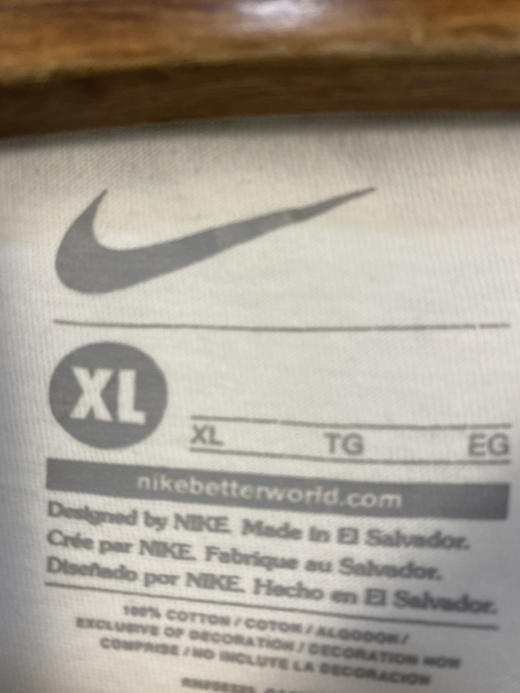 XL
XL TG EG
nikebetterworld.com
Designed by NIKE. Made in El Salvador.
Crée par NIKE. Fabrique au Salvador.
Diseñado por NIKE. Hecho en El Salvador.
100% COTTON / COTON / ALGODON /
EXCLUSIVE OF DECORATION / DECORATION NON
COMPRISE / NO INCLUTE LA DECORACION